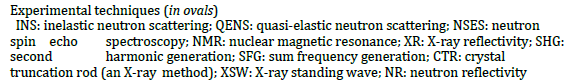 Experimental techniques (in ovals)
INS: inelastic neutron scattering; QENS: quasi-elastic neutron scattering; NSES: neutron
spin echo spectroscopy; NMR: nuclear magnetic resonance; XR: X-ray reflectivity; SHG:
second harmonic generation; SFG: sum frequency generation; CTR: crystal
truncation rod (an X-ray method); XSW: X-ray standing wave; NR: neutron reflectivity